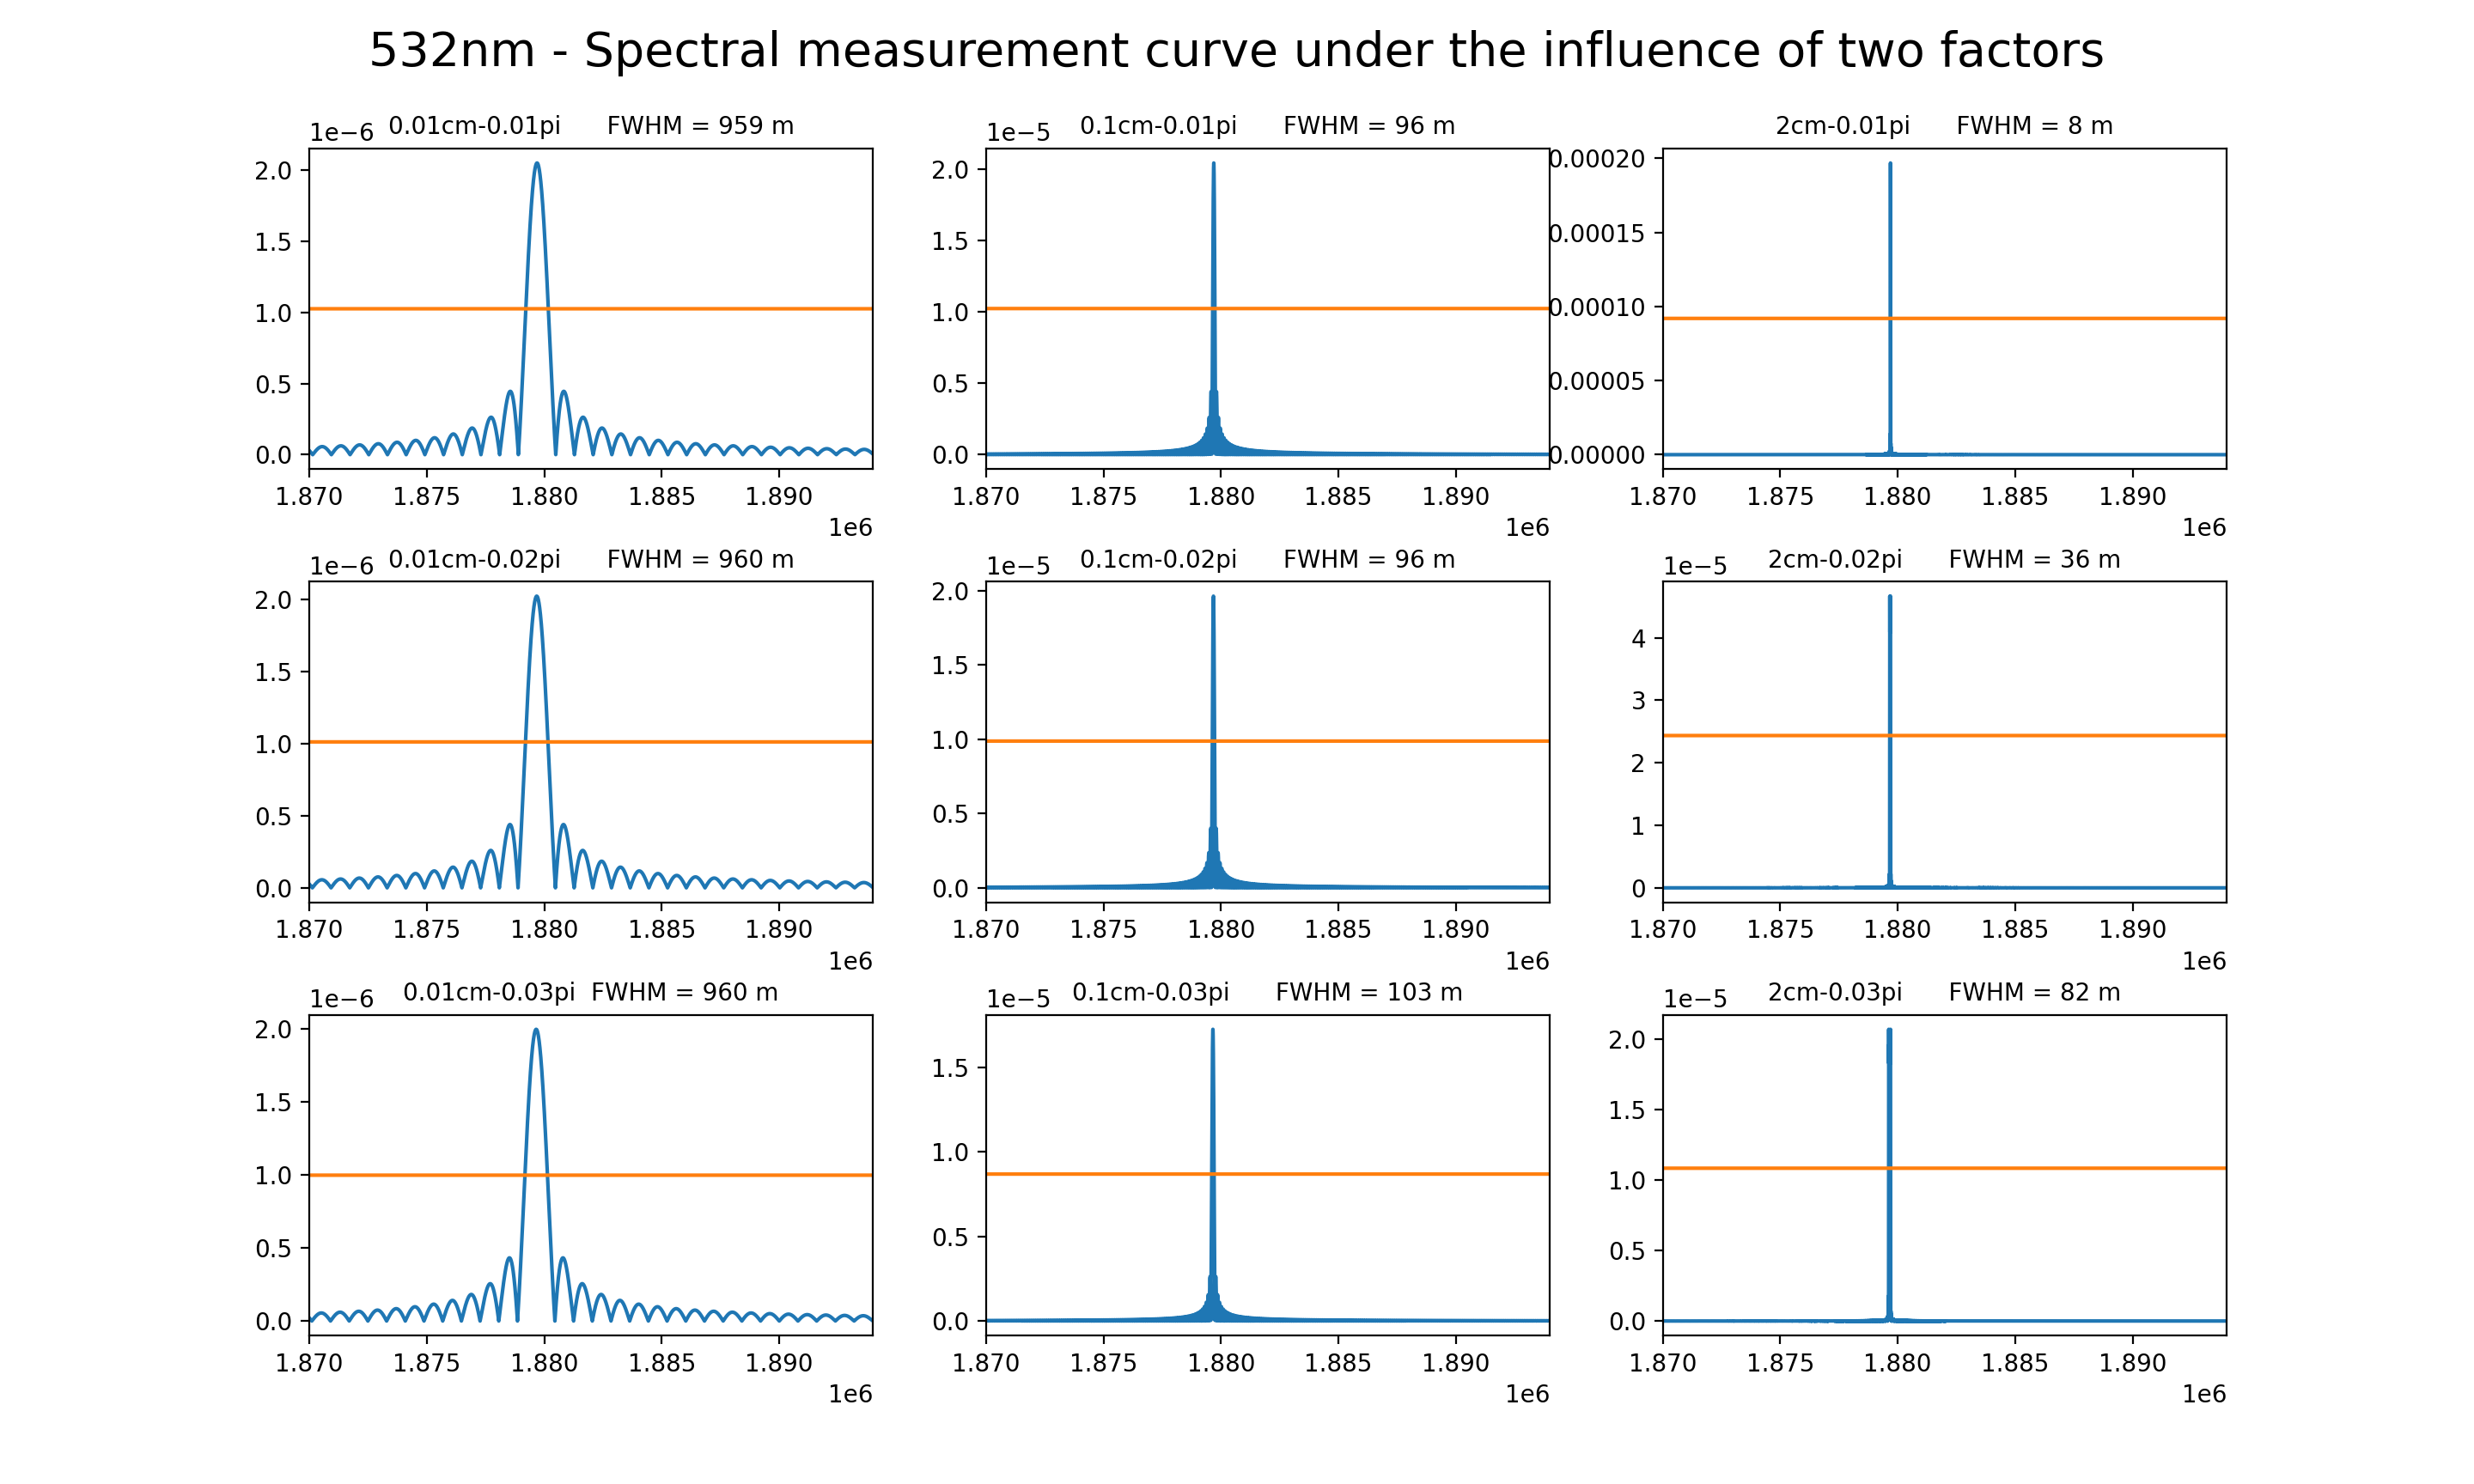 532nm - Spectral measurement curve under the influence of two factors
1e−6 0.01cm-0.01pi FWHM = 959 m
2.0
1.5
1.0
0.5
0.0
1.870 1.875 1.880 1.885 1.890
1e6
1e−5 0.1cm-0.01pi FWHM = 96 m
2.0
1.5
1.0
0.5
0.0
1.870 1.875 1.880 1.885 1.890
1e6
2cm-0.01pi FWHM = 8 m
0.00020
0.00015
0.00010
0.00005
0.00000
1.870 1.875 1.880 1.885 1.890
1e6
1e−6 0.01cm-0.02pi FWHM = 960 m
2.0
1.5
1.0
0.5
0.0
1.870 1.875 1.880 1.885 1.890
1e6
1e−5 0.1cm-0.02pi FWHM = 96 m
2.0
1.5
1.0
0.5
0.0
1.870 1.875 1.880 1.885 1.890
1e6
1e−5 2cm-0.02pi FWHM = 36 m
4
3
2
1
0
1.870 1.875 1.880 1.885 1.890
1e6
1e−6 0.01cm-0.03pi FWHM = 960 m
2.0
1.5
1.0
0.5
0.0
1.870 1.875 1.880 1.885 1.890
1e6
1e−5 0.1cm-0.03pi FWHM = 103 m
1.5
1.0
0.5
0.0
1.870 1.875 1.880 1.885 1.890
1e6
1e−5 2cm-0.03pi FWHM = 82 m
2.0
1.5
1.0
0.5
0.0
1.870 1.875 1.880 1.885 1.890
1e6